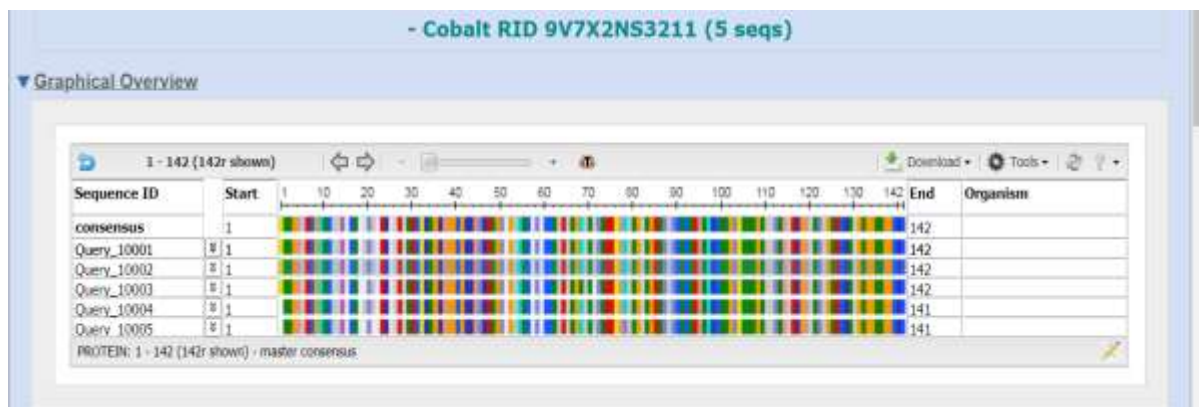 - Cobalt RID 9V7X2NS3211 (5 seqs)
Graphical Overview
1 - 142 (142r shown) - + Download Tools ?
Sequence ID Start 1 10 20 30 40 50 60 70 80 90 100 110 120 130 142 End Organism
consensus 1 142
Query_10001 1 142
Query_10002 1 142
Query_10003 1 142
Query_10004 1 141
Query_10005 1 141
PROTEIN: 1 - 142 (142r shown) - master consensus